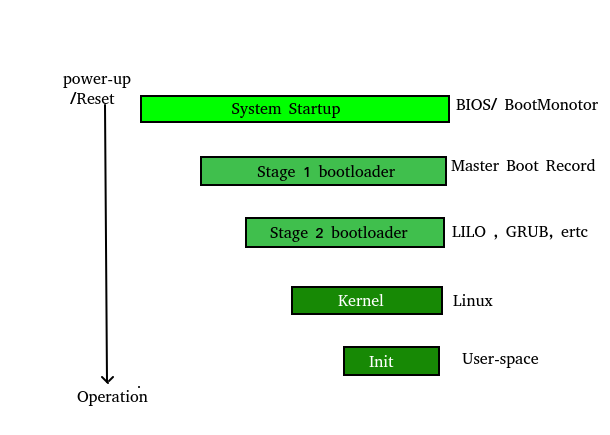 power-up
/Reset
System Startup
BIOS/ BootMonotor
Stage 1 bootloader
Master Boot Record
Stage 2 bootloader
LILO , GRUB, ertc
Kernel
Linux
Init
User-space
Operation